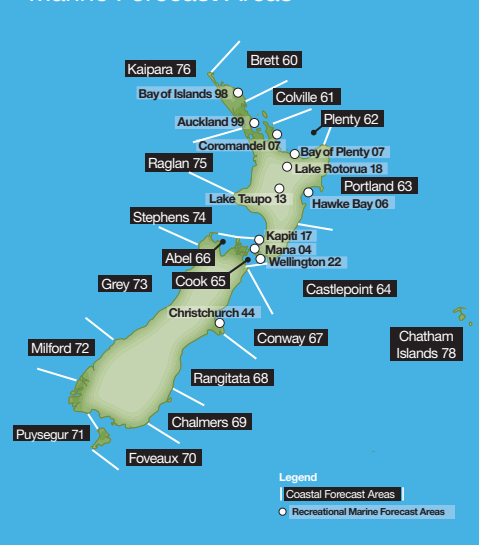 Marine Forecast Areas
Brett 60
Kaipara 76
Bay of Islands 98
Colville 61
Auckland 99
Plenty 62
Coromandel 07
Bay of Plenty 07
Raglan 75
Lake Rotorua 18
Portland 63
Lake Taupo 13
Hawke Bay 06
Stephens 74
Kapiti 17
Mana 04
Abel 66
Wellington 22
Cook 65
Grey 73
Castlepoint 64
Christchurch 44
Conway 67
Chatham
Islands 78
Milford 72
Rangitata 68
Chalmers 69
Puysegur 71
Foveaux 70
Legend
Coastal Forecast Areas
Recreational Marine Forecast Areas